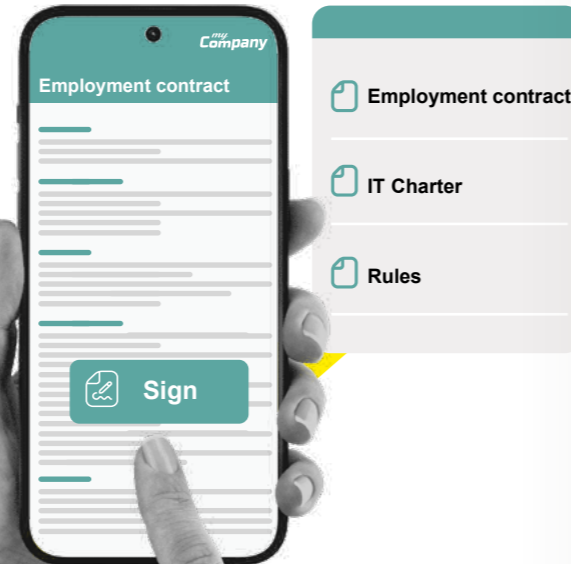 my
Company
Employment contract
Sign
Employment contract
IT Charter
Rules